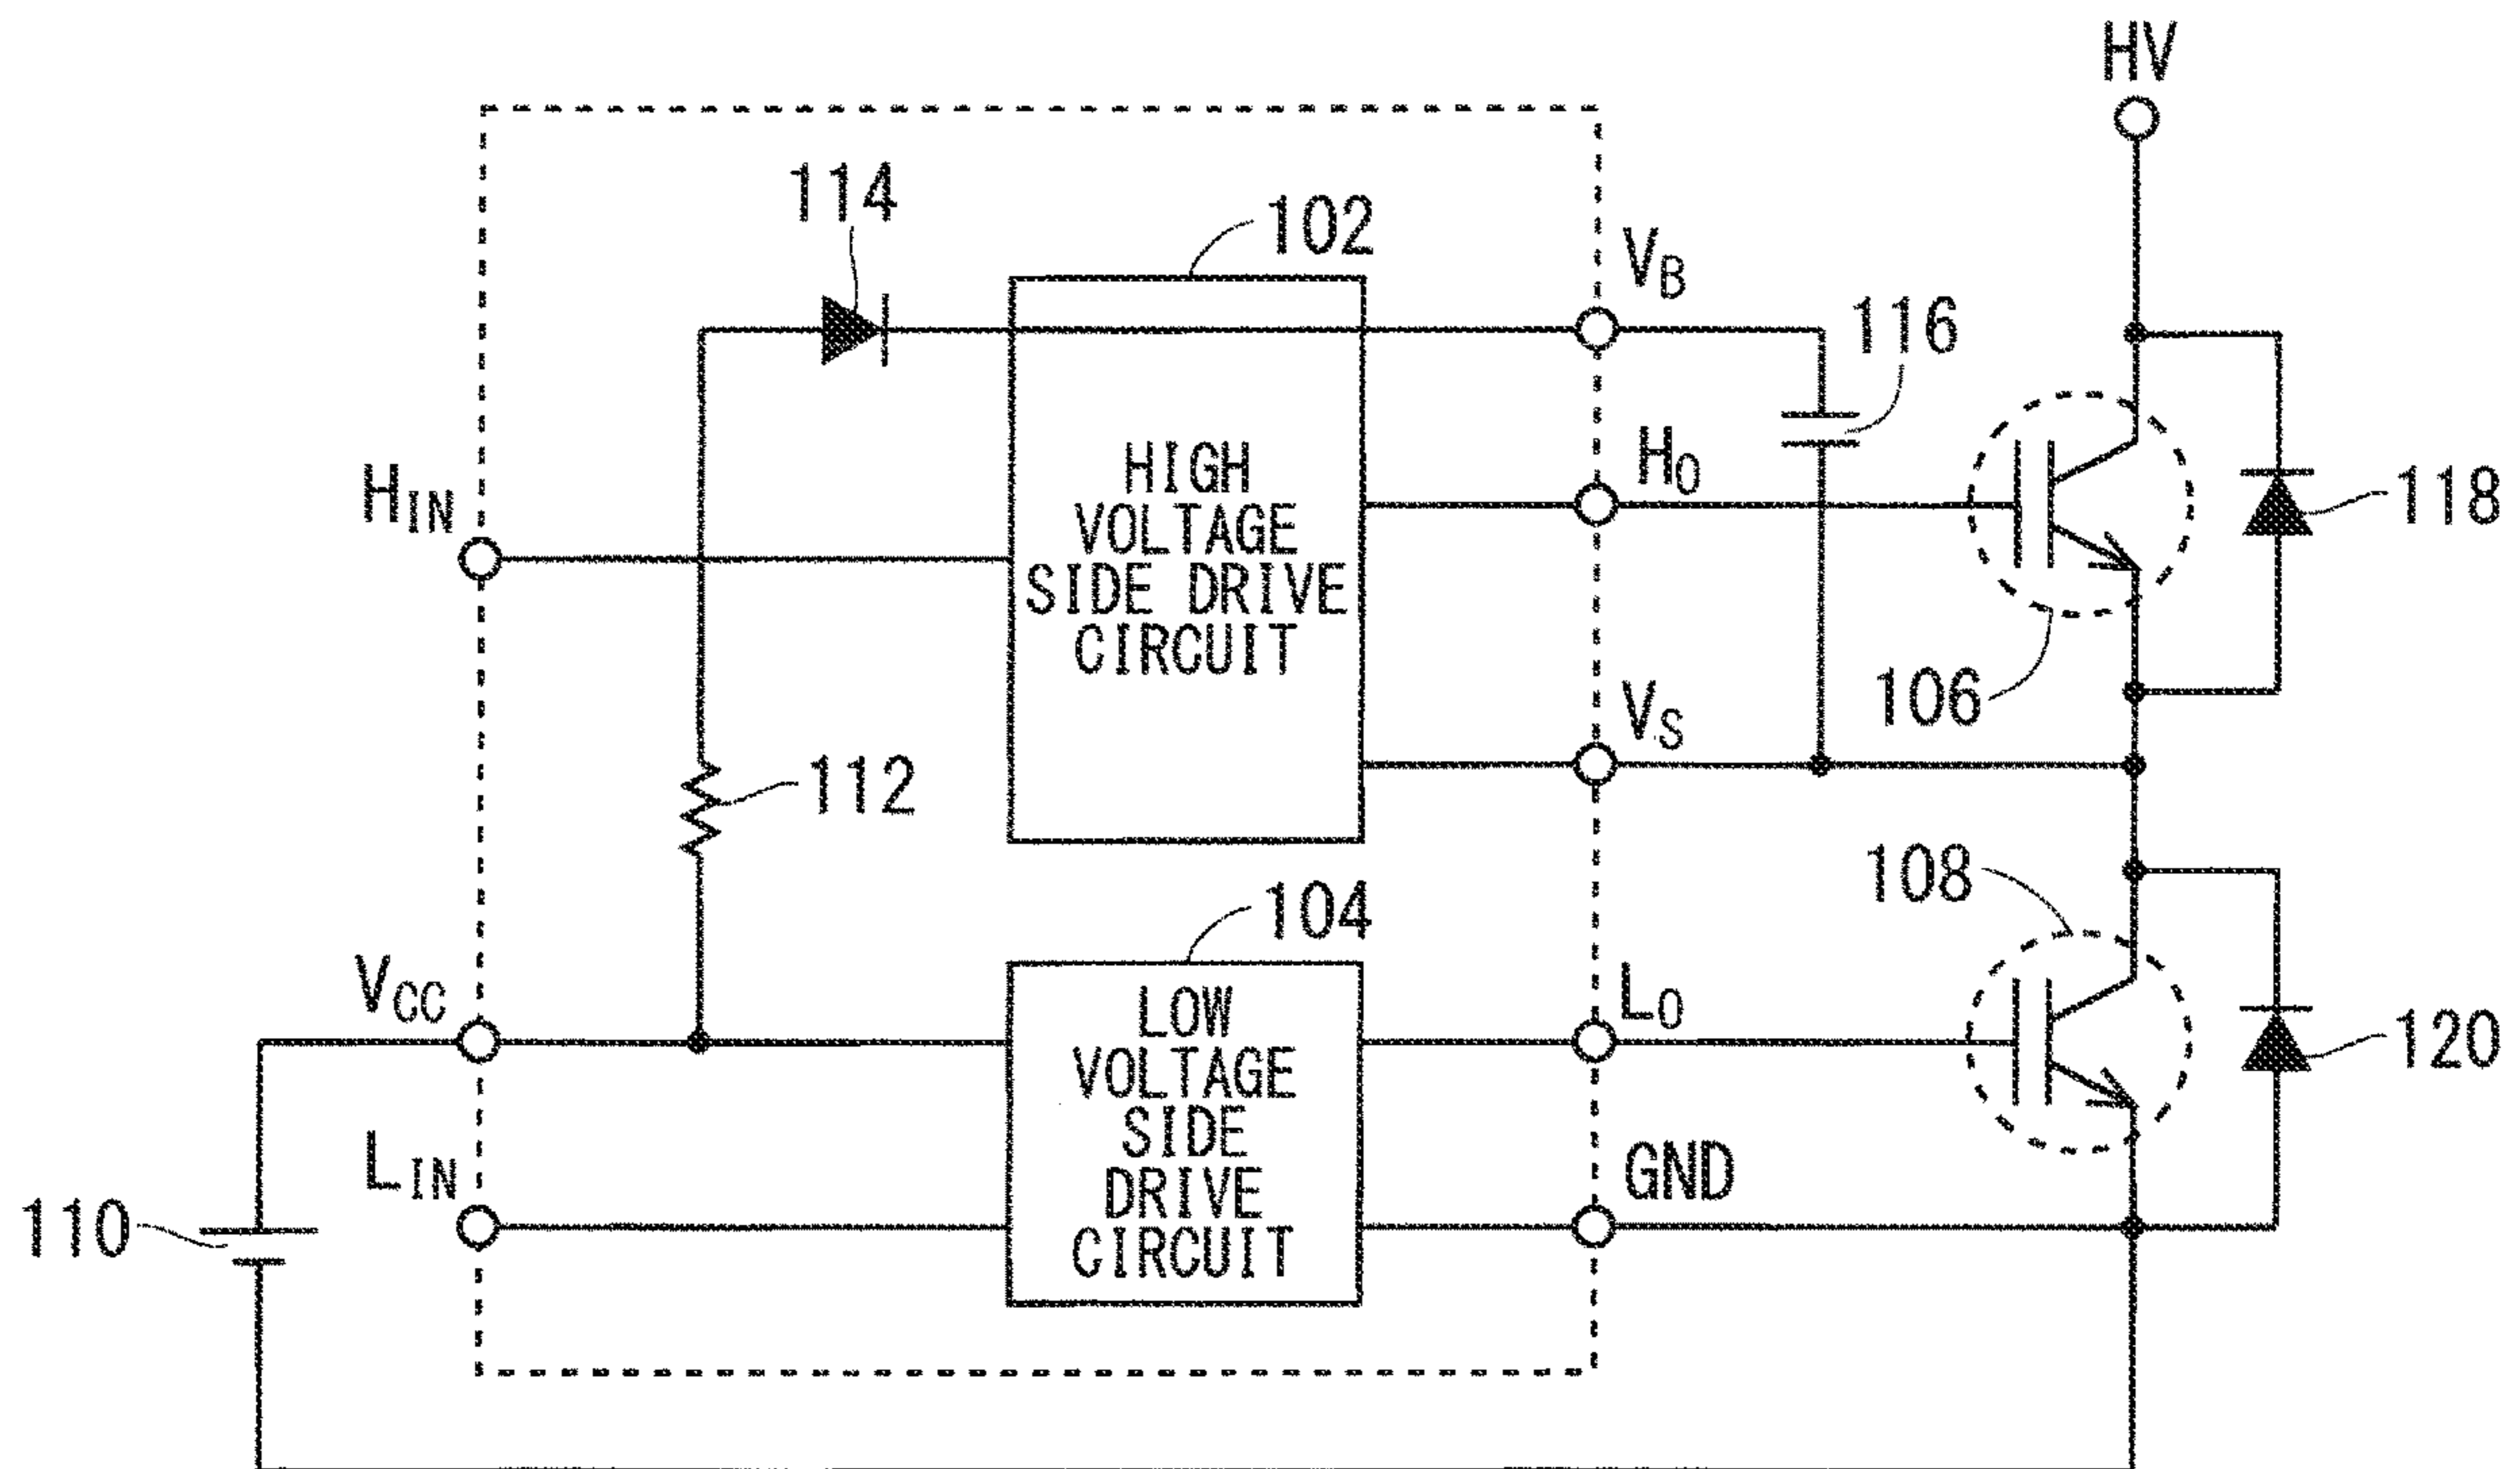 HV
114
102
VB
116
HIGH
VOLTAGE
SIDE DRIVE
CIRCUIT
HIN
HO
118
106
VS
112
108
104
VCC
LOW
VOLTAGE
SIDE
DRIVE
CIRCUIT
LO
120
LIN
GND
110